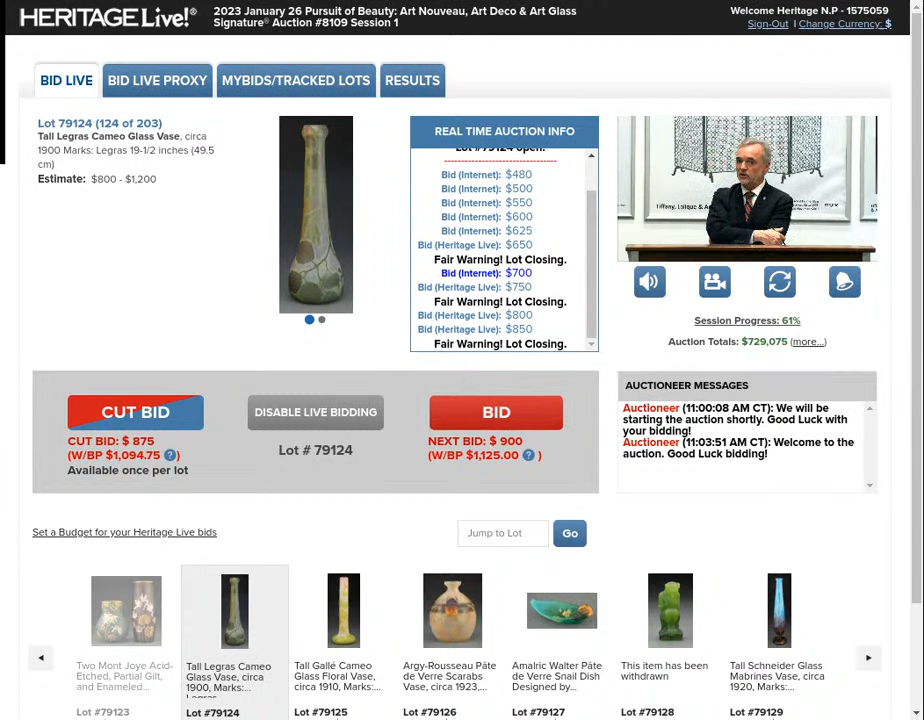 HERITAGE Live!®
2023 January 26 Pursuit of Beauty: Art Nouveau, Art Deco & Art Glass
Signature® Auction #8109 Session 1
Welcome Heritage N.P - 1575059
Sign-Out | Change Currency: $
BID LIVE
BID LIVE PROXY
MYBIDS/TRACKED LOTS
RESULTS
Lot 79124 (124 of 203)
Tall Legras Cameo Glass Vase, circa
1900 Marks: Legras 19-1/2 inches (49.5
cm)
Estimate: $800 - $1,200
REAL TIME AUCTION INFO
Lot #79124 open!
--------------------------------
Bid (Internet): $480
Bid (Internet): $500
Bid (Internet): $550
Bid (Internet): $600
Bid (Internet): $625
Bid (Heritage Live): $650
Fair Warning! Lot Closing.
Bid (Internet): $700
Bid (Heritage Live): $750
Fair Warning! Lot Closing.
Bid (Heritage Live): $800
Bid (Heritage Live): $850
Fair Warning! Lot Closing.
Tiffany, Lalique & A
Session Progress: 61%
Auction Totals: $729,075 (more...)
CUT BID
CUT BID: $ 875
(W/BP $1,094.75 ?)
Available once per lot
DISABLE LIVE BIDDING
Lot # 79124
BID
NEXT BID: $ 900
(W/BP $1,125.00 ? )
AUCTIONEER MESSAGES
Auctioneer (11:00:08 AM CT): We will be
starting the auction shortly. Good Luck with
your bidding!
Auctioneer (11:03:51 AM CT): Welcome to the
auction. Good Luck bidding!
Set a Budget for your Heritage Live bids
Jump to Lot
Go
Two Mont Joye Acid-
Etched, Partial Gilt,
and Enameled...
Lot #79123
Tall Legras Cameo
Glass Vase, circa
1900, Marks:...
Legras
Lot #79124
Tall Gallé Cameo
Glass Floral Vase,
circa 1910, Marks:...
Lot #79125
Argy-Rousseau Pâte
de Verre Scarabs
Vase, circa 1923,...
Lot #79126
Amalric Walter Pâte
de Verre Snail Dish
Designed by...
Lot #79127
This item has been
withdrawn
Lot #79128
Tall Schneider Glass
Mabrines Vase, circa
1920, Marks:...
Lot #79129